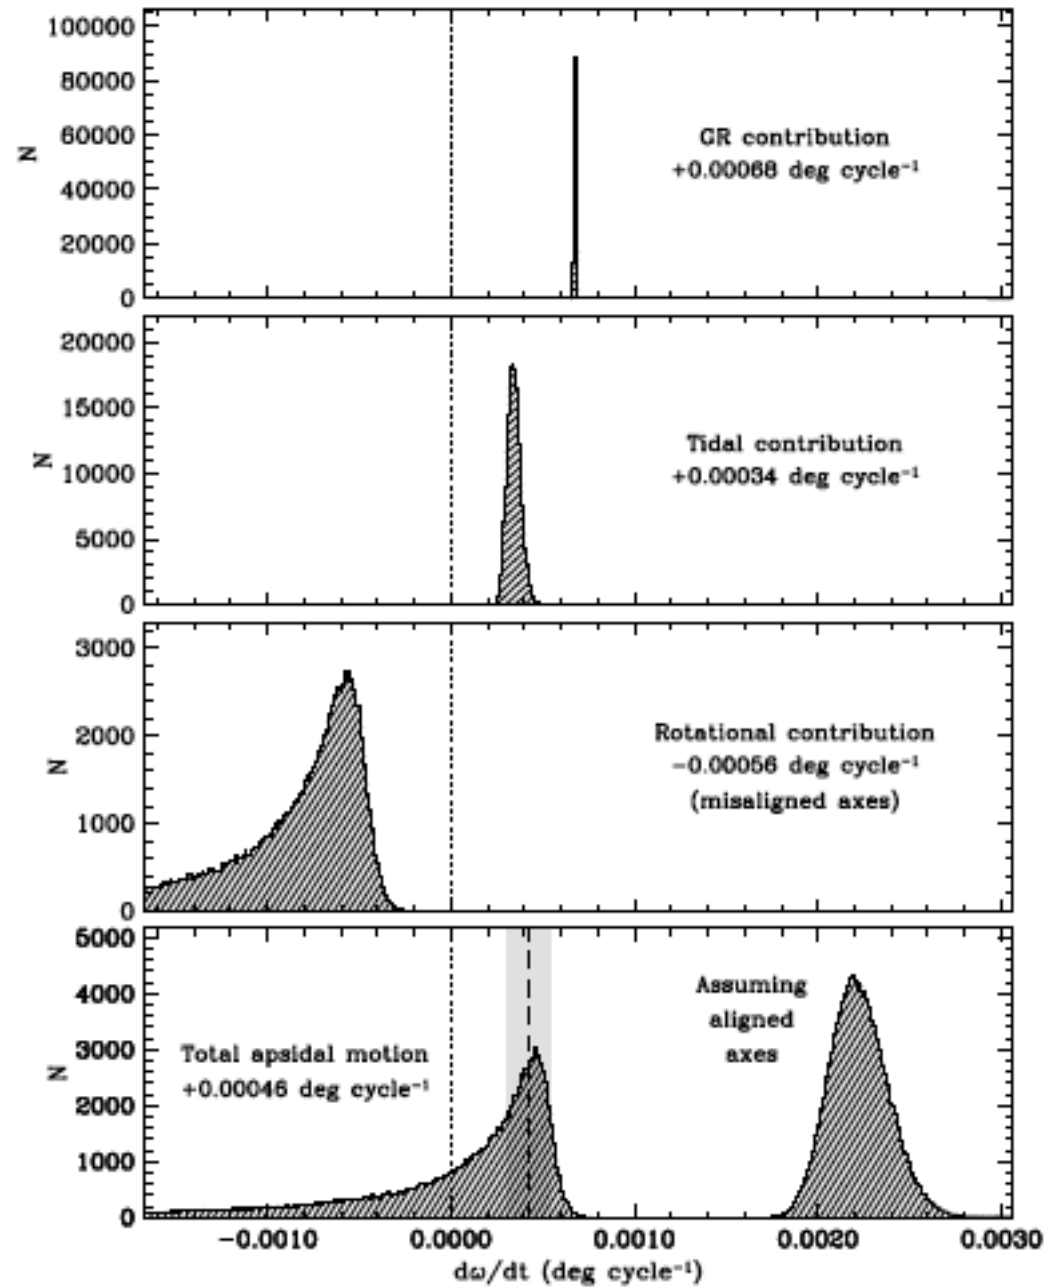 100000
80000
60000
40000
20000
0
N
GR contribution
+0.00068 deg cycle⁻¹
20000
15000
10000
5000
0
N
Tidal contribution
+0.00034 deg cycle⁻¹
3000
2000
1000
0
N
Rotational contribution
−0.00056 deg cycle⁻¹
(misaligned axes)
5000
4000
3000
2000
1000
0
N
Total apsidal motion
+0.00046 deg cycle⁻¹
Assuming
aligned
axes
−0.0010 0.0000 0.0010 0.0020 0.0030
dω/dt (deg cycle⁻¹)